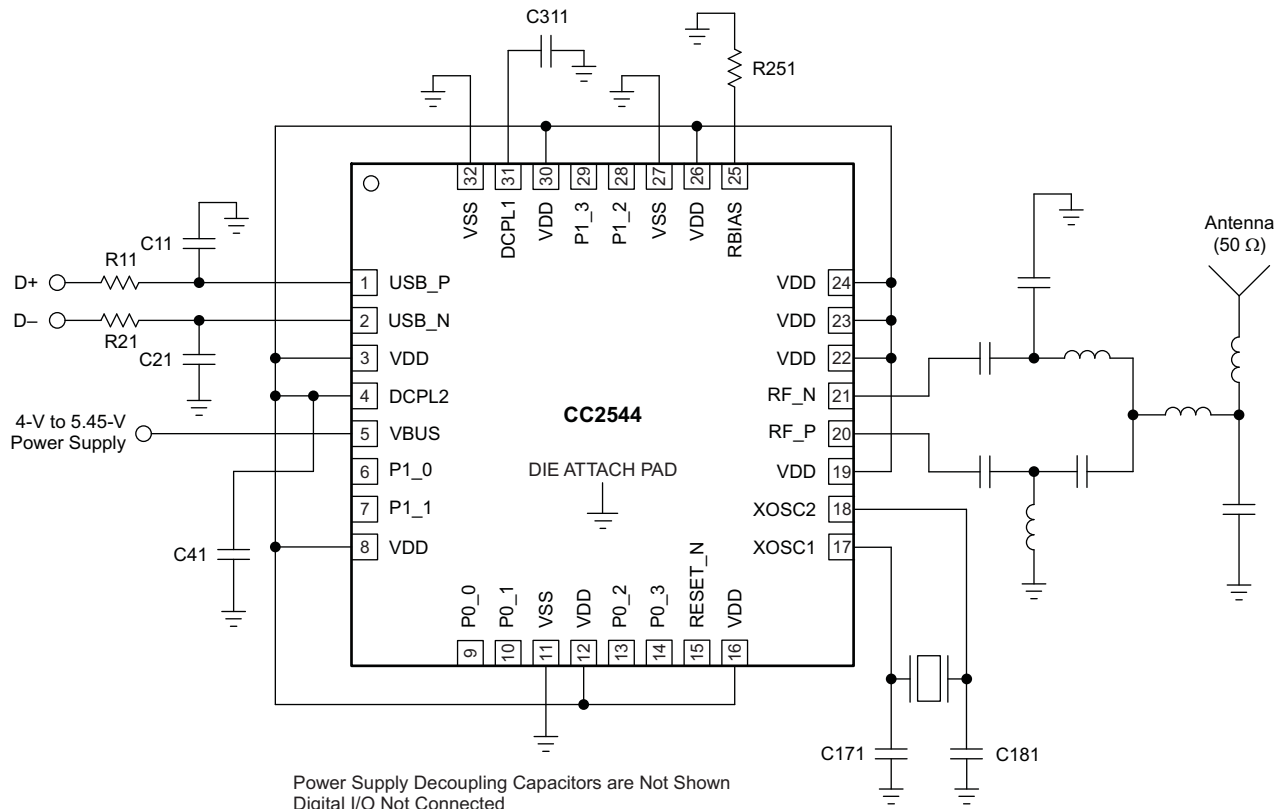 C311
R251
32
31
30
29
28
27
26
25
VSS
DCPL1
VDD
P1_3
P1_2
VSS
VDD
RBIAS
Antenna
(50 Ω)
C11
R11
D+
1 USB_P
D–
2 USB_N
R21
C21
3 VDD
4 DCPL2
4-V to 5.45-V
Power Supply
5 VBUS
6 P1_0
7 P1_1
8 VDD
C41
CC2544
DIE ATTACH PAD
VDD 24
VDD 23
VDD 22
RF_N 21
RF_P 20
VDD 19
XOSC2 18
XOSC1 17
P0_0
P0_1
VSS
VDD
P0_2
P0_3
RESET_N
VDD
9
10
11
12
13
14
15
16
C171
C181
Power Supply Decoupling Capacitors are Not Shown
Digital I/O Not Connected